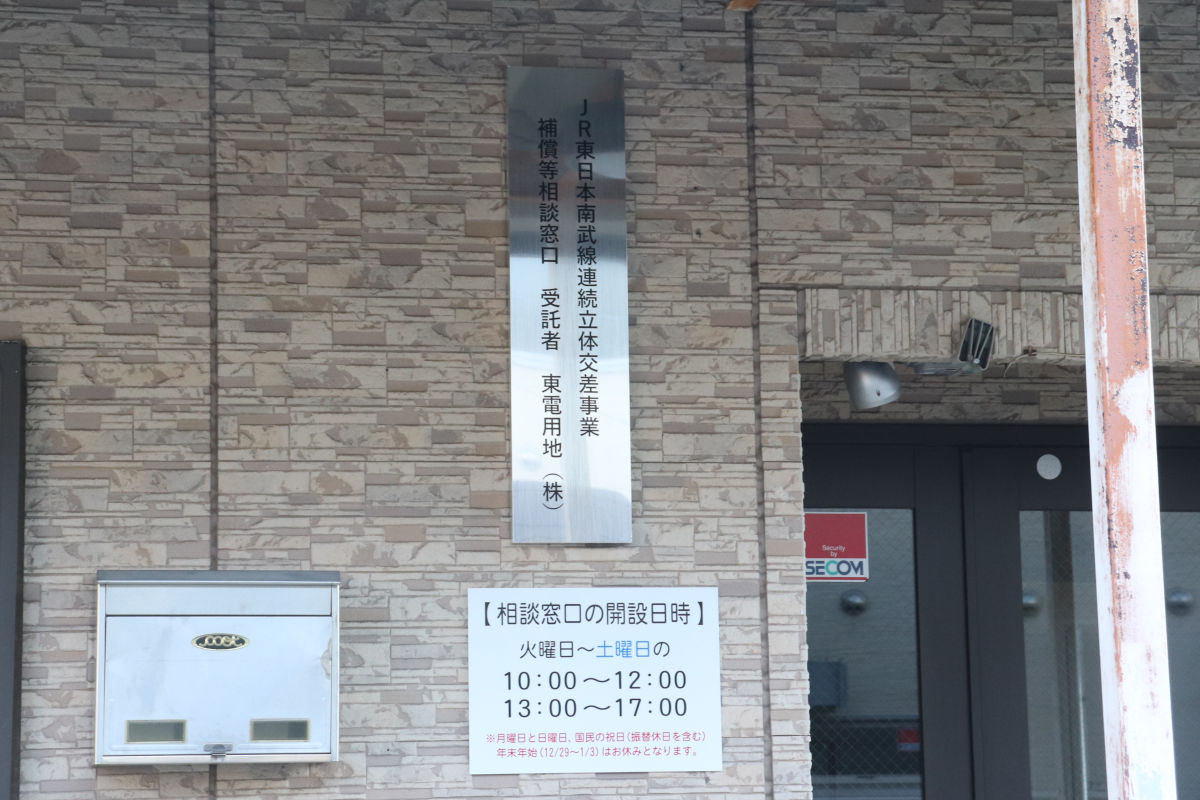 JR東日本南武線連続立体交差事業
補償等相談窓口　受託者　東電用地（株）
【相談窓口の開設日時】
火曜日～土曜日の
10：00～12：00
13：00～17：00
※月曜日と日曜日、国民の祝日（振替休日を含む）
年末年始（12/29～1/3）はお休みとなります。
Security
by
SECOM